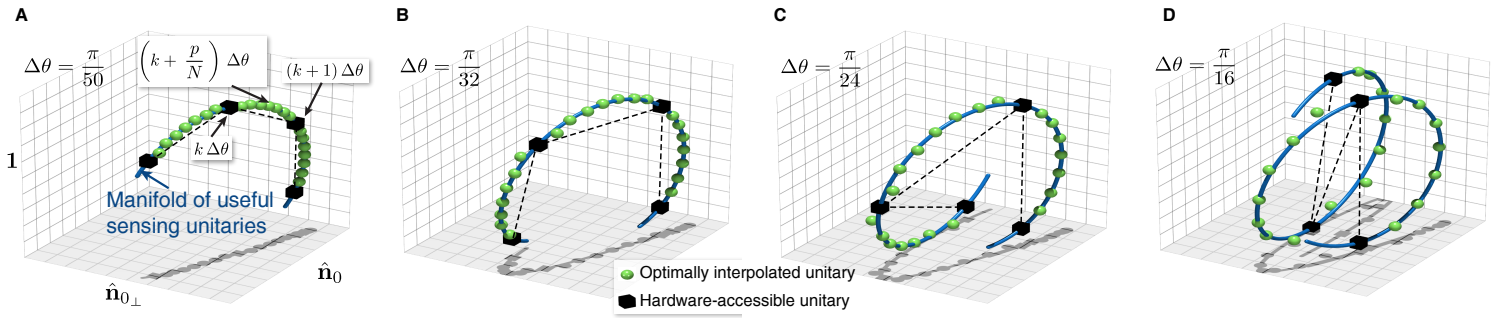 A
Δθ = π/50
(k + p/N) Δθ
(k + 1) Δθ
k Δθ
1
Manifold of useful
sensing unitaries
n̂₀⊥
n̂₀
B
Δθ = π/32
C
Δθ = π/24
D
Δθ = π/16
Optimally interpolated unitary
Hardware-accessible unitary